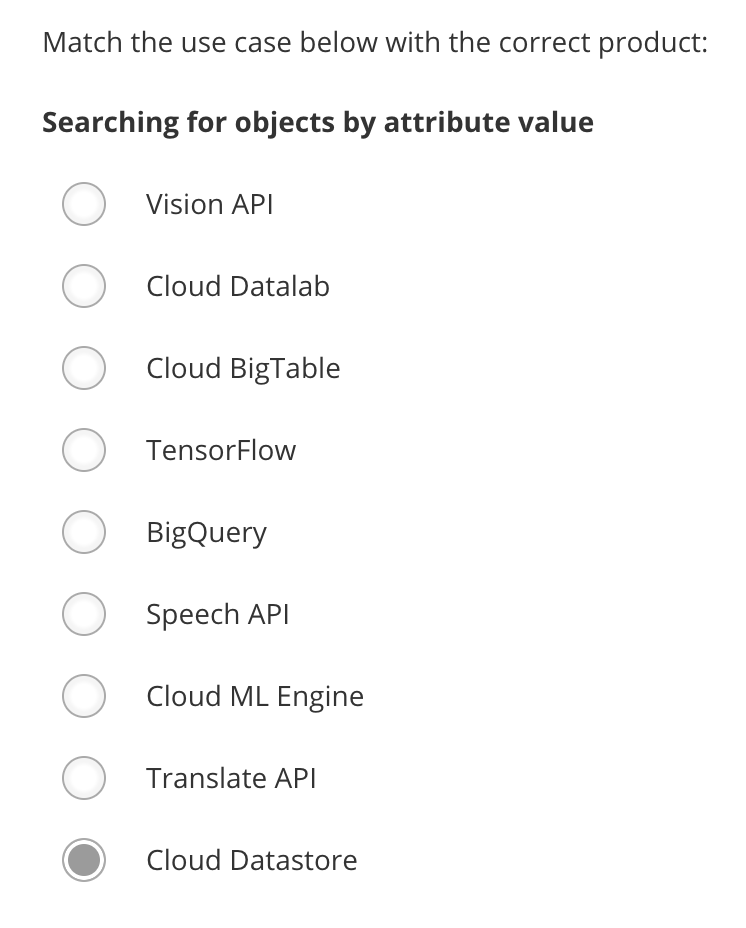 Match the use case below with the correct product:
Searching for objects by attribute value
Vision API
Cloud Datalab
Cloud BigTable
TensorFlow
BigQuery
Speech API
Cloud ML Engine
Translate API
Cloud Datastore